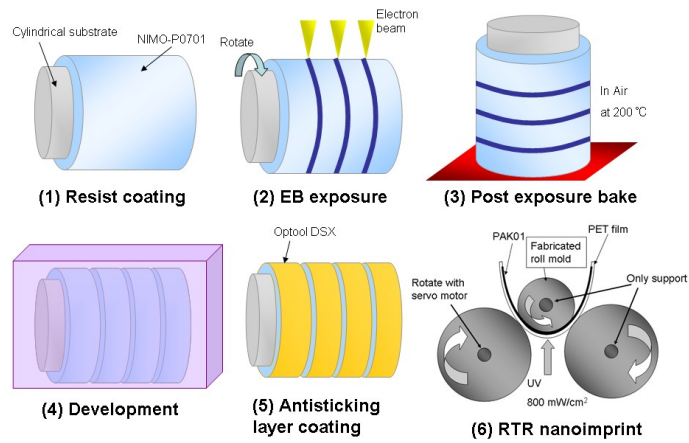 Cylindrical substrate
NIMO-P0701
(1) Resist coating
Electron
beam
Rotate
(2) EB exposure
In Air
at 200 ℃
(3) Post exposure bake
(4) Development
Optool DSX
(5) Antisticking
layer coating
PAK01
Fabricated
roll mold
PET film
Rotate with
servo motor
Only support
UV
800 mW/cm²
(6) RTR nanoimprint